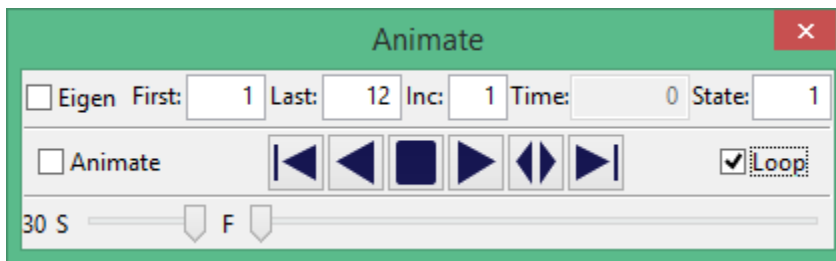 Animate
Eigen First: 1 Last: 12 Inc: 1 Time: 0 State: 1
Animate Loop
30 S F